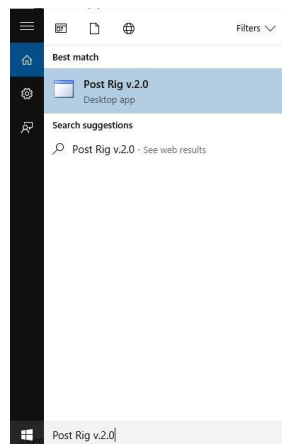 Filters
Best match
Post Rig v.2.0
Desktop app
Search suggestions
Post Rig v.2.0 - See web results
Post Rig v.2.0